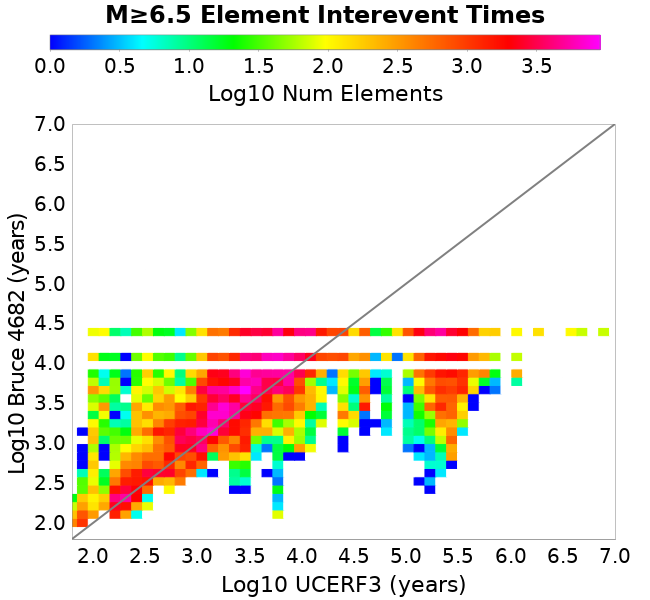 M≥6.5 Element Interevent Times
0.0 0.5 1.0 1.5 2.0 2.5 3.0 3.5
Log10 Num Elements
7.0
6.5
6.0
5.5
5.0
4.5
4.0
3.5
3.0
2.5
2.0
Log10 Bruce 4682 (years)
2.0 2.5 3.0 3.5 4.0 4.5 5.0 5.5 6.0 6.5 7.0
Log10 UCERF3 (years)